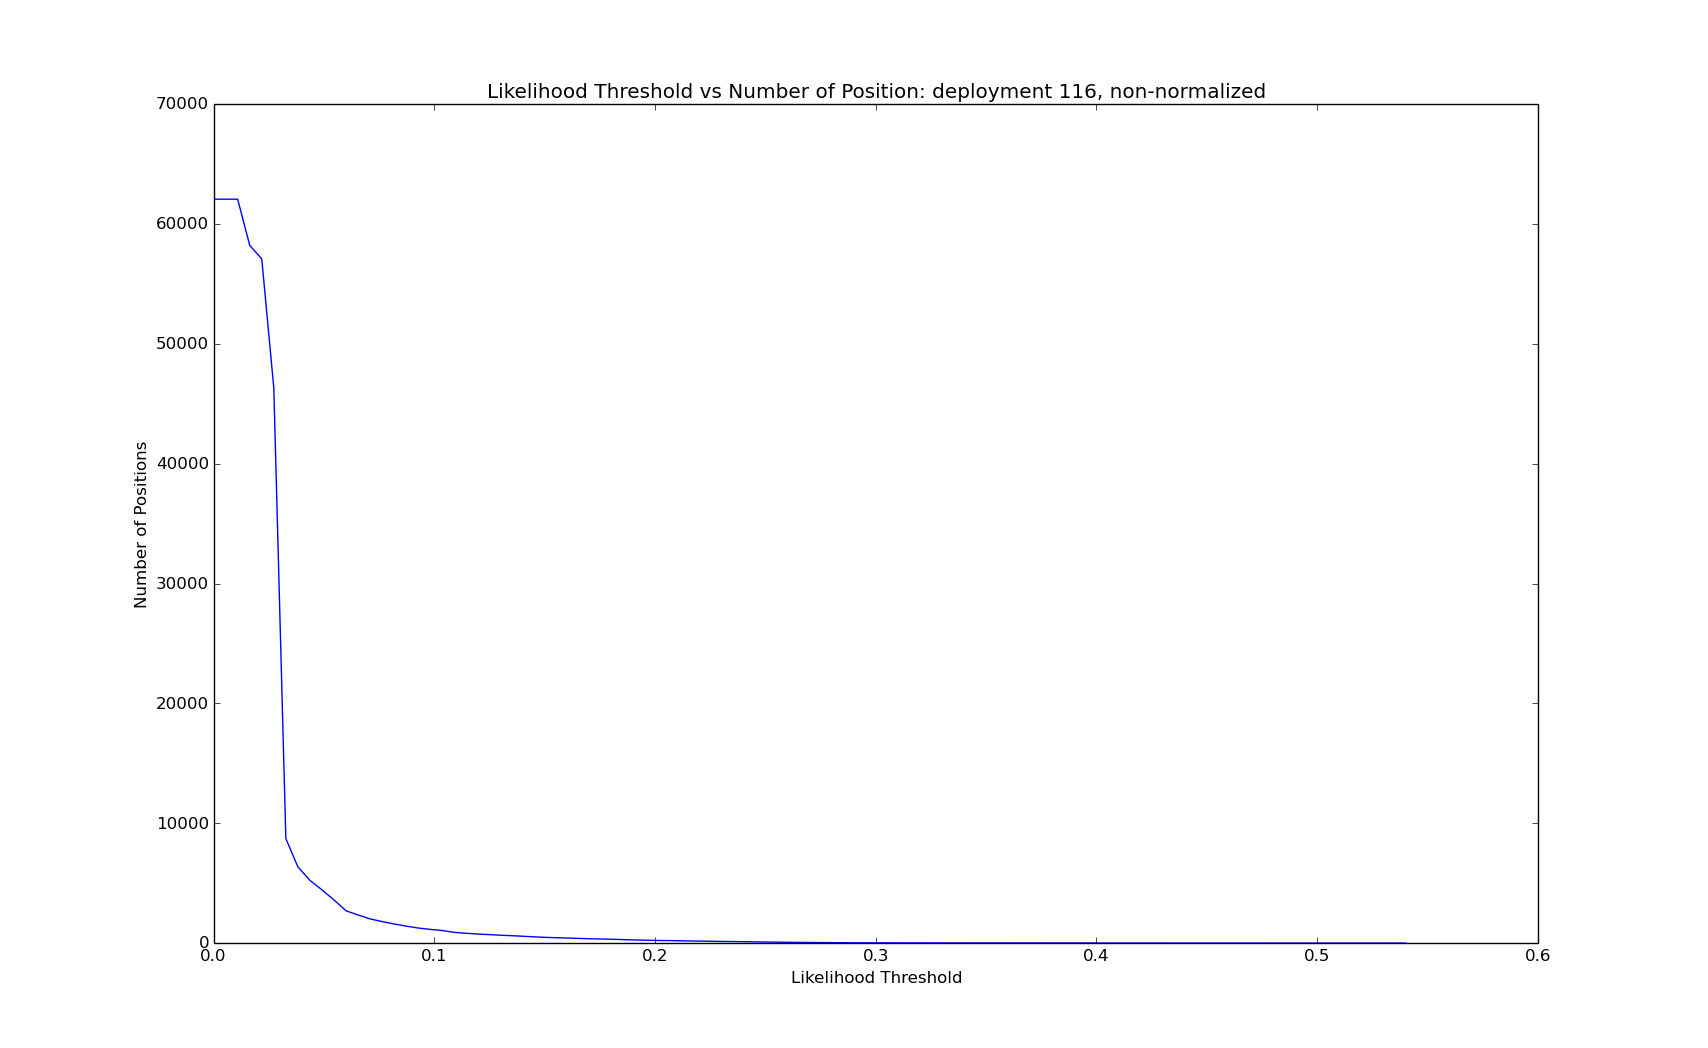 Likelihood Threshold vs Number of Position: deployment 116, non-normalized
70000
60000
50000
40000
30000
20000
10000
0
Number of Positions
0.0 0.1 0.2 0.3 0.4 0.5 0.6
Likelihood Threshold